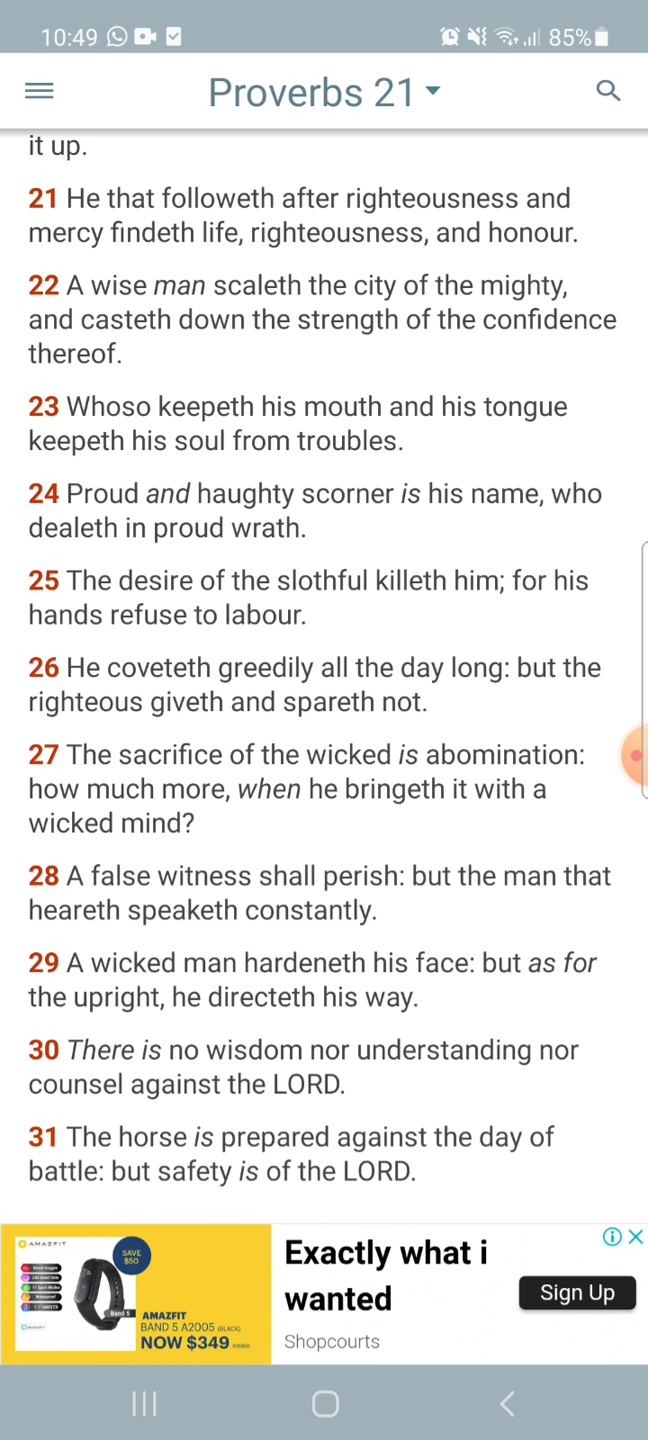 10:49
85%
Proverbs 21
it up.
21 He that followeth after righteousness and
mercy findeth life, righteousness, and honour.
22 A wise man scaleth the city of the mighty,
and casteth down the strength of the confidence
thereof.
23 Whoso keepeth his mouth and his tongue
keepeth his soul from troubles.
24 Proud and haughty scorner is his name, who
dealeth in proud wrath.
25 The desire of the slothful killeth him; for his
hands refuse to labour.
26 He coveteth greedily all the day long: but the
righteous giveth and spareth not.
27 The sacrifice of the wicked is abomination:
how much more, when he bringeth it with a
wicked mind?
28 A false witness shall perish: but the man that
heareth speaketh constantly.
29 A wicked man hardeneth his face: but as for
the upright, he directeth his way.
30 There is no wisdom nor understanding nor
counsel against the LORD.
31 The horse is prepared against the day of
battle: but safety is of the LORD.
AMAZFIT
SAVE
$50
Band 5
AMAZFIT
BAND 5 A2005 (BLACK)
NOW $349
Exactly what i
wanted
Shopcourts
Sign Up